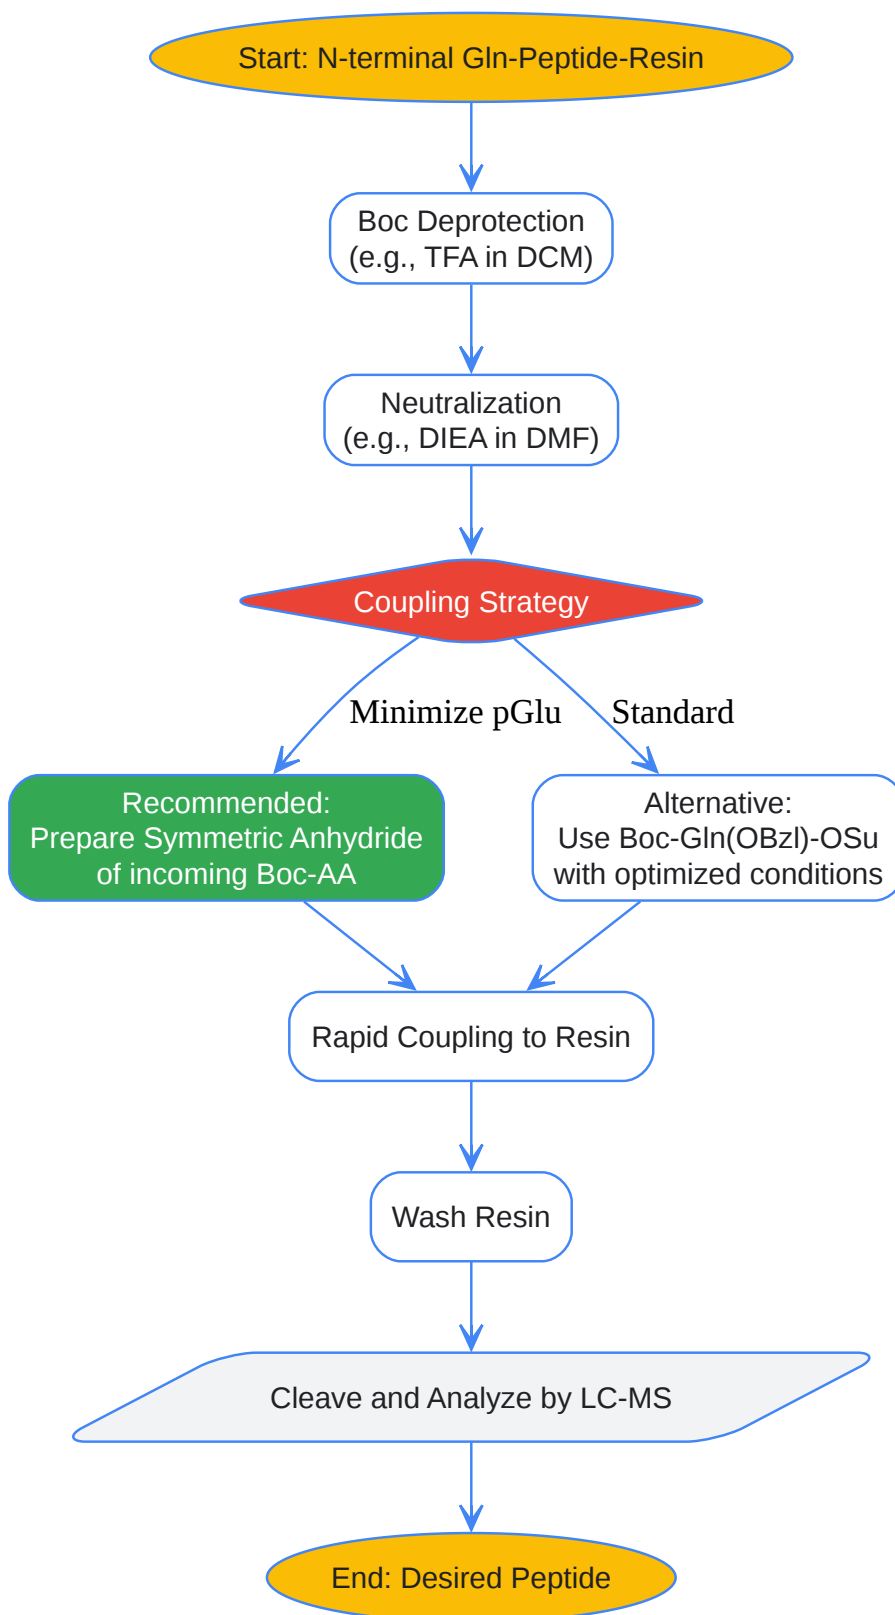 Start: N-terminal Gln-Peptide-Resin
Boc Deprotection
(e.g., TFA in DCM)
Neutralization
(e.g., DIEA in DMF)
Coupling Strategy
Minimize pGlu
Standard
Recommended:
Prepare Symmetric Anhydride
of incoming Boc-AA
Alternative:
Use Boc-Gln(OBzl)-OSu
with optimized conditions
Rapid Coupling to Resin
Wash Resin
Cleave and Analyze by LC-MS
End: Desired Peptide